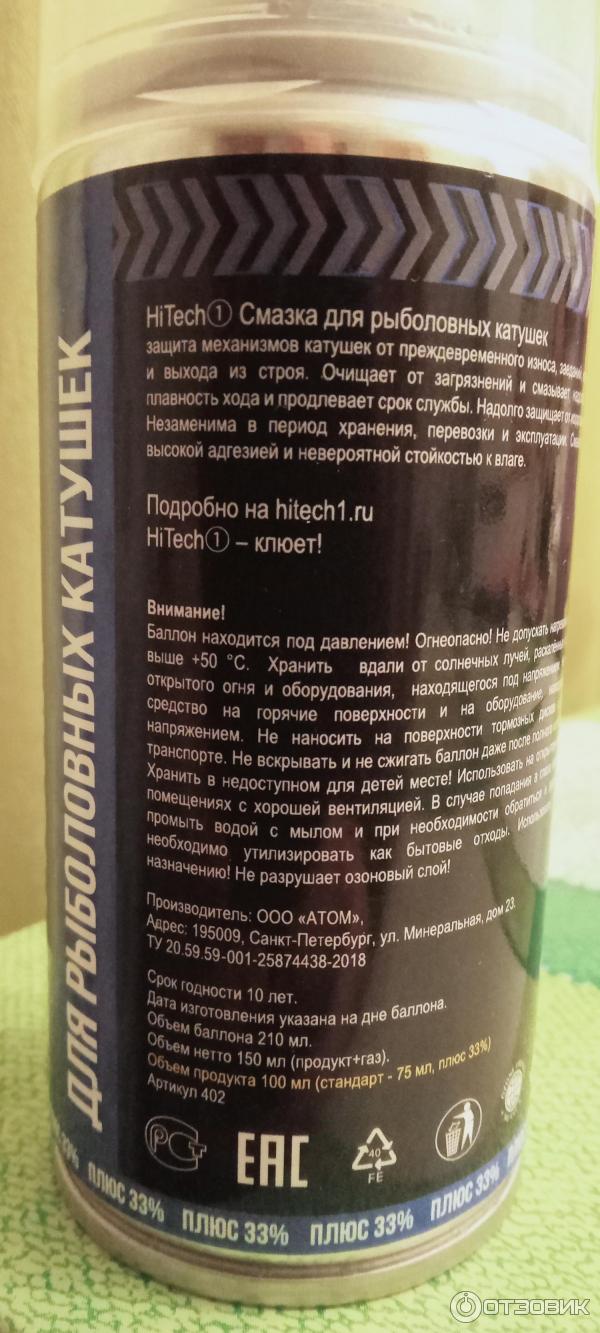 HiTech① Смазка для рыболовных катушек
защита механизмов катушек от преждевременного износа, заеданий
и выхода из строя. Очищает от загрязнений и смазывает
плавность хода и продлевает срок службы. Надолго защищает от
Незаменима в период хранения, перевозки и эксплуатации.
высокой адгезией и невероятной стойкостью к влаге.
Подробно на hitech1.ru
HiTech① – клюет!
Внимание!
Баллон находится под давлением! Огнеопасно! Не допускать
выше +50 °С. Хранить вдали от солнечных лучей,
открытого огня и оборудования, находящегося под напряжением.
средство на горячие поверхности и на оборудование,
напряжением. Не наносить на поверхности тормозных дисков
транспорте. Не вскрывать и не сжигать баллон даже после
Хранить в недоступном для детей месте! Использовать на
помещениях с хорошей вентиляцией. В случае попадания в глаза
промыть водой с мылом и при необходимости обратиться к
необходимо утилизировать как бытовые отходы.
назначению! Не разрушает озоновый слой!
Производитель: ООО «АТОМ»,
Адрес: 195009, Санкт-Петербург, ул. Минеральная, дом 23.
ТУ 20.59.59-001-25874438-2018
Срок годности 10 лет.
Дата изготовления указана на дне баллона.
Объем баллона 210 мл.
Объем нетто 150 мл (продукт+газ).
Объем продукта 100 мл (стандарт - 75 мл, плюс 33%)
Артикул 402
ДЛЯ РЫБОЛОВНЫХ КАТУШЕК
РСТ
ЕАС
40
FE
33% ПЛЮС 33% ПЛЮС 33% ПЛЮС 33% ПЛЮС 33%
ОТЗОВИК